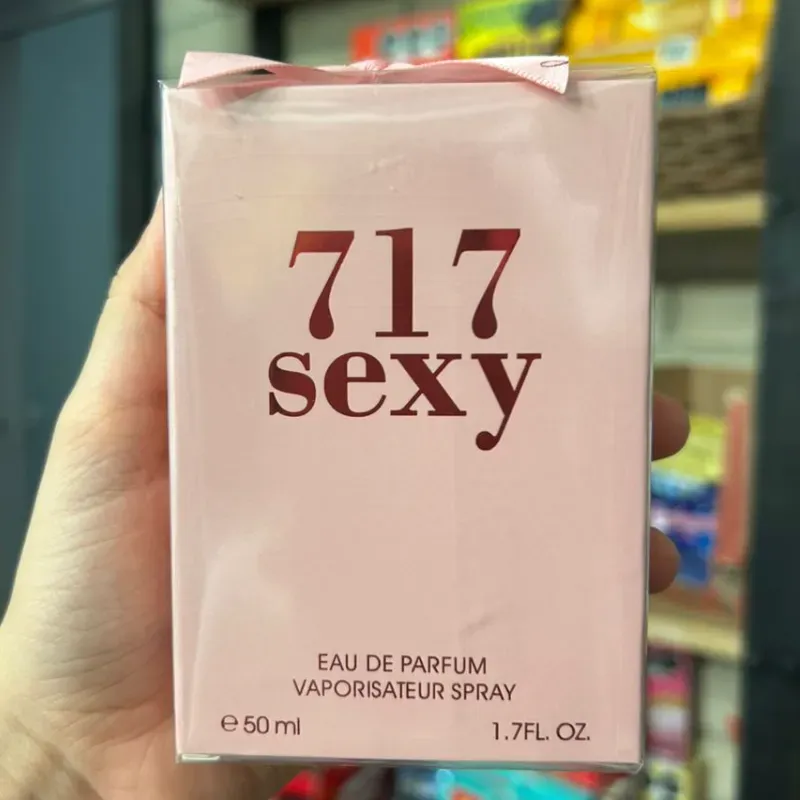 717
sexy
EAU DE PARFUM
VAPORISATEUR SPRAY
℮ 50 ml 1.7FL. OZ.